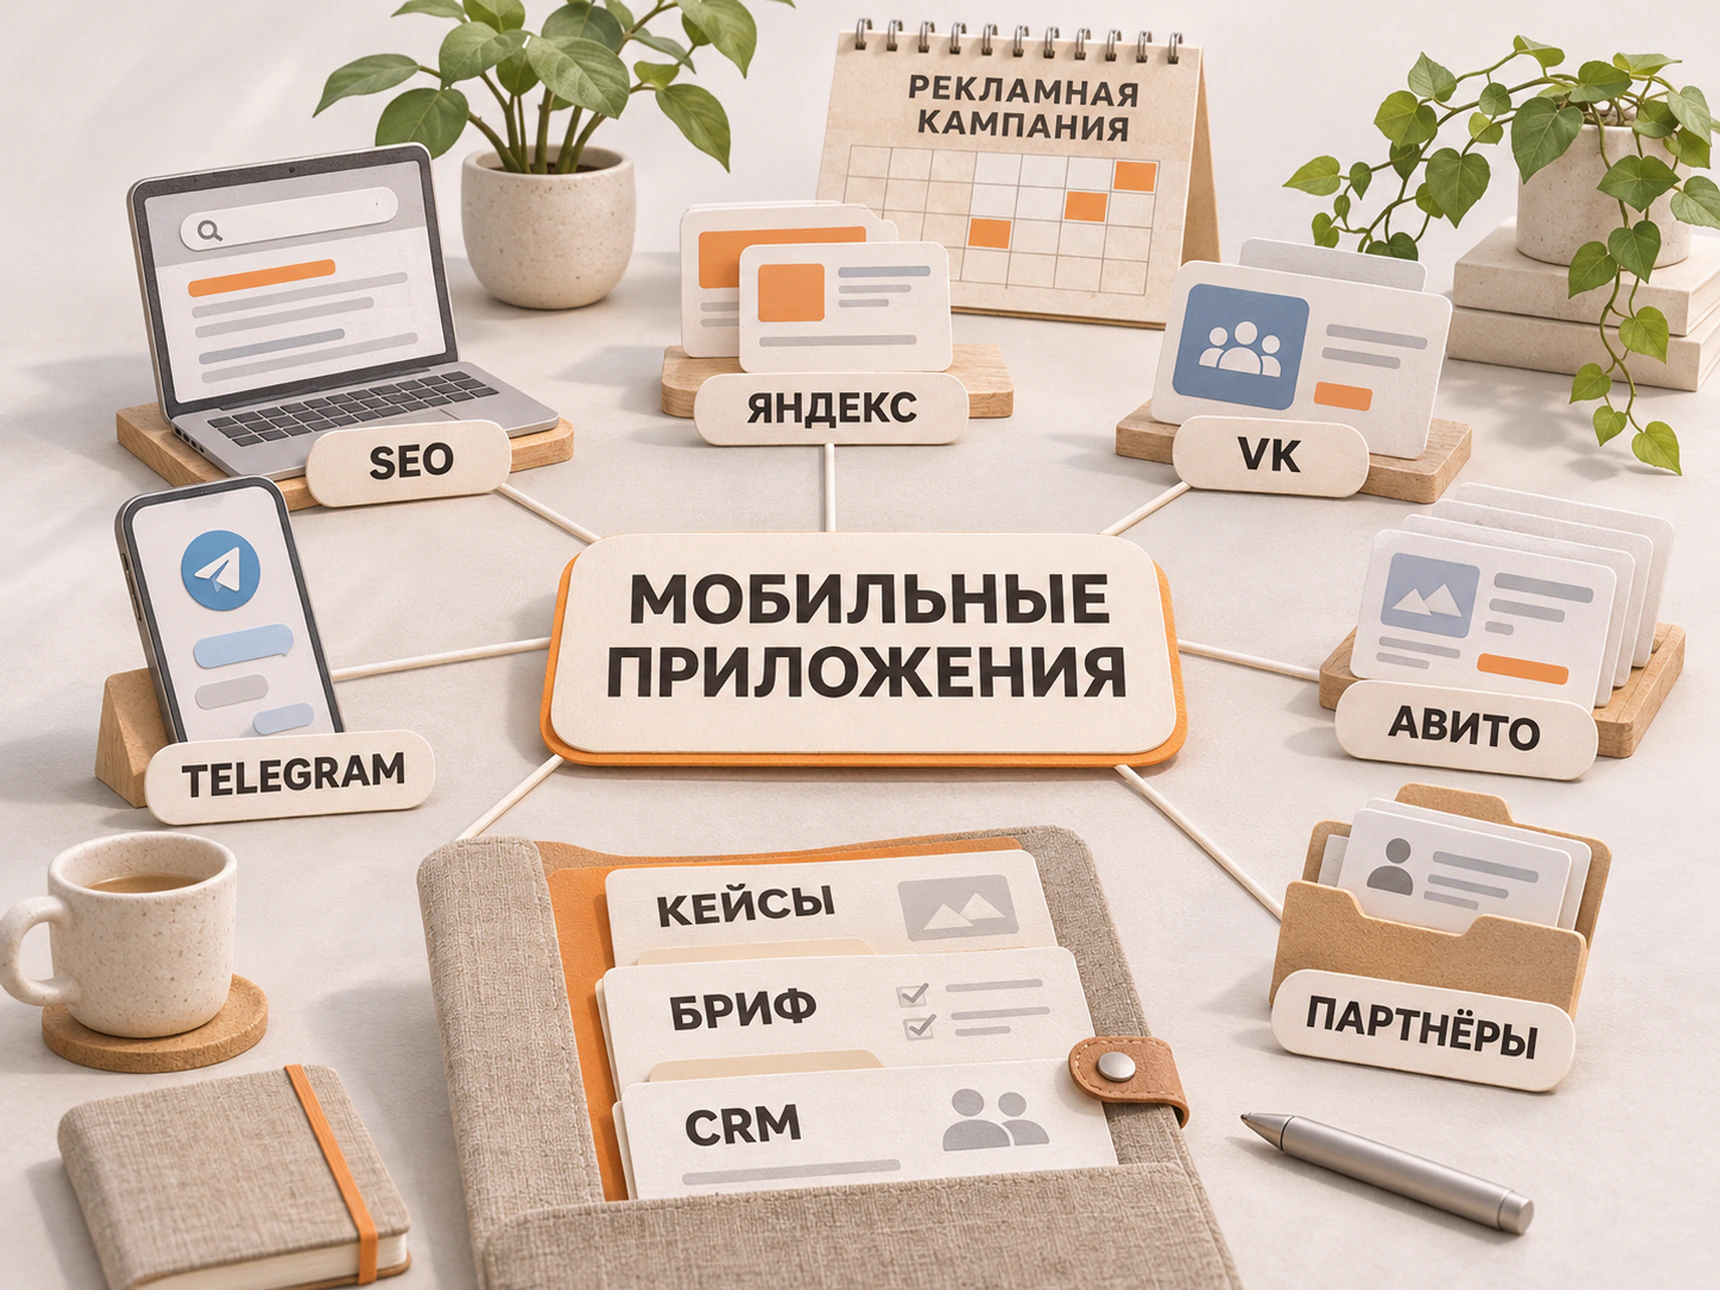 РЕКЛАМНАЯ
КАМПАНИЯ
SEO
ЯНДЕКС
VK
TELEGRAM
МОБИЛЬНЫЕ
ПРИЛОЖЕНИЯ
АВИТО
ПАРТНЁРЫ
КЕЙСЫ
БРИФ
CRM